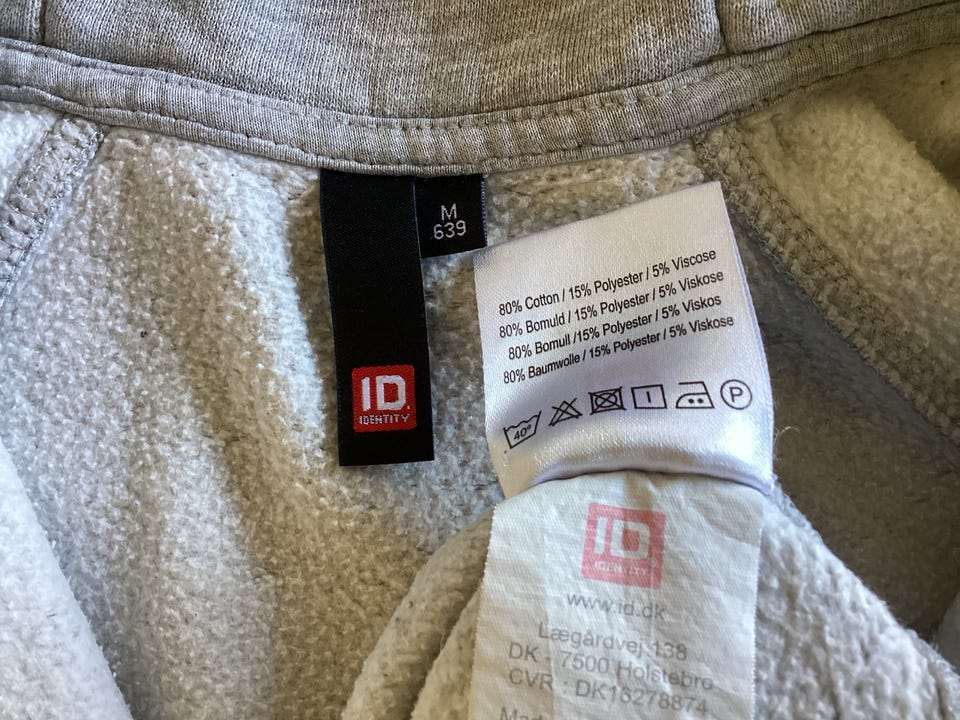 M
639
ID.
IDENTITY
80% Cotton / 15% Polyester / 5% Viscose
80% Bomuld / 15% Polyester / 5% Viskose
80% Bomull /15% Polyester / 5% Viskos
80% Baumwolle / 15% Polyester / 5% Viskose
40°
P
ID
IDENTITY
www.id.dk
Lægårdvej 138
DK - 7500 Holstebro
CVR : DK16278874